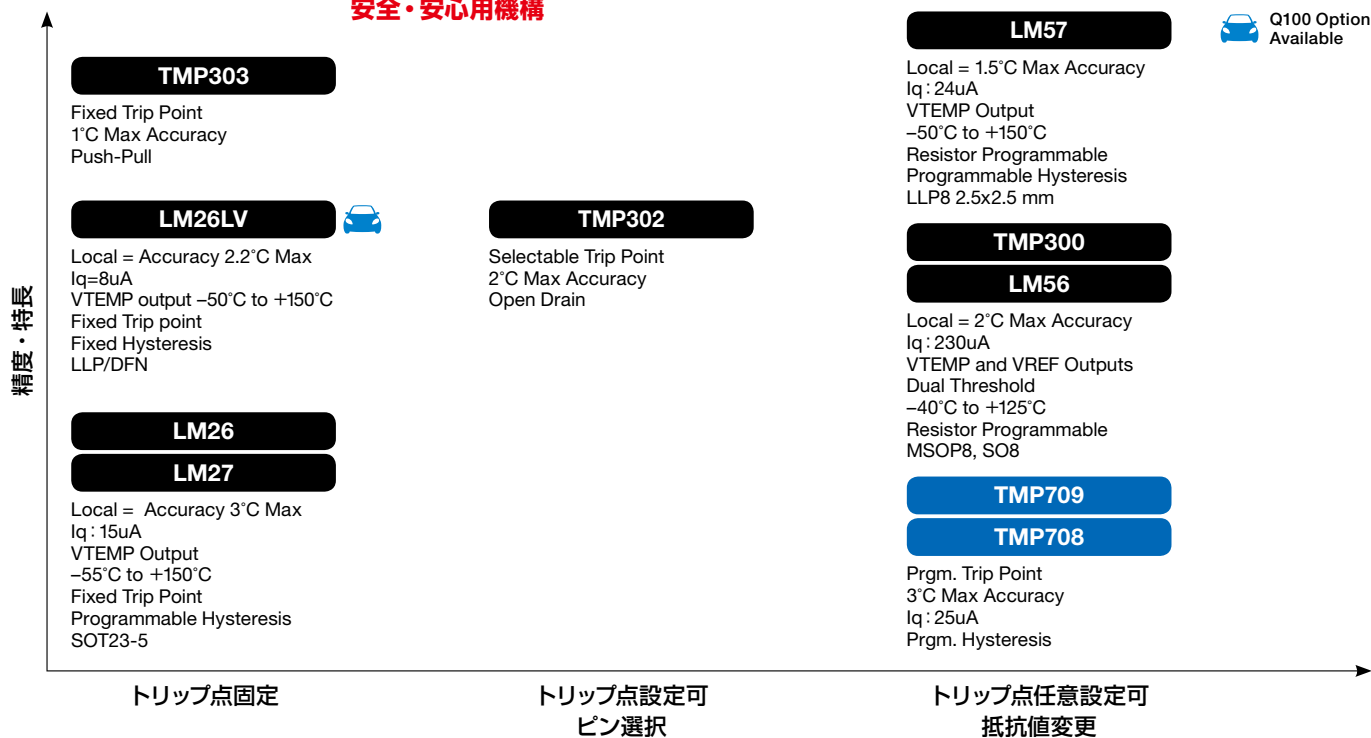 安全・安心用機構
Q100 Option
Available
精度・特長
TMP303
Fixed Trip Point
1°C Max Accuracy
Push-Pull
LM26LV
Local = Accuracy 2.2°C Max
Iq=8uA
VTEMP output –50°C to +150°C
Fixed Trip point
Fixed Hysteresis
LLP/DFN
LM26
LM27
Local = Accuracy 3°C Max
Iq:15uA
VTEMP Output
–55°C to +150°C
Fixed Trip Point
Programmable Hysteresis
SOT23-5
TMP302
Selectable Trip Point
2°C Max Accuracy
Open Drain
LM57
Local = 1.5°C Max Accuracy
Iq:24uA
VTEMP Output
–50°C to +150°C
Resistor Programmable
Programmable Hysteresis
LLP8 2.5x2.5 mm
TMP300
LM56
Local = 2°C Max Accuracy
Iq:230uA
VTEMP and VREF Outputs
Dual Threshold
–40°C to +125°C
Resistor Programmable
MSOP8, SO8
TMP709
TMP708
Prgm. Trip Point
3°C Max Accuracy
Iq:25uA
Prgm. Hysteresis
トリップ点固定
トリップ点設定可
ピン選択
トリップ点任意設定可
抵抗値変更